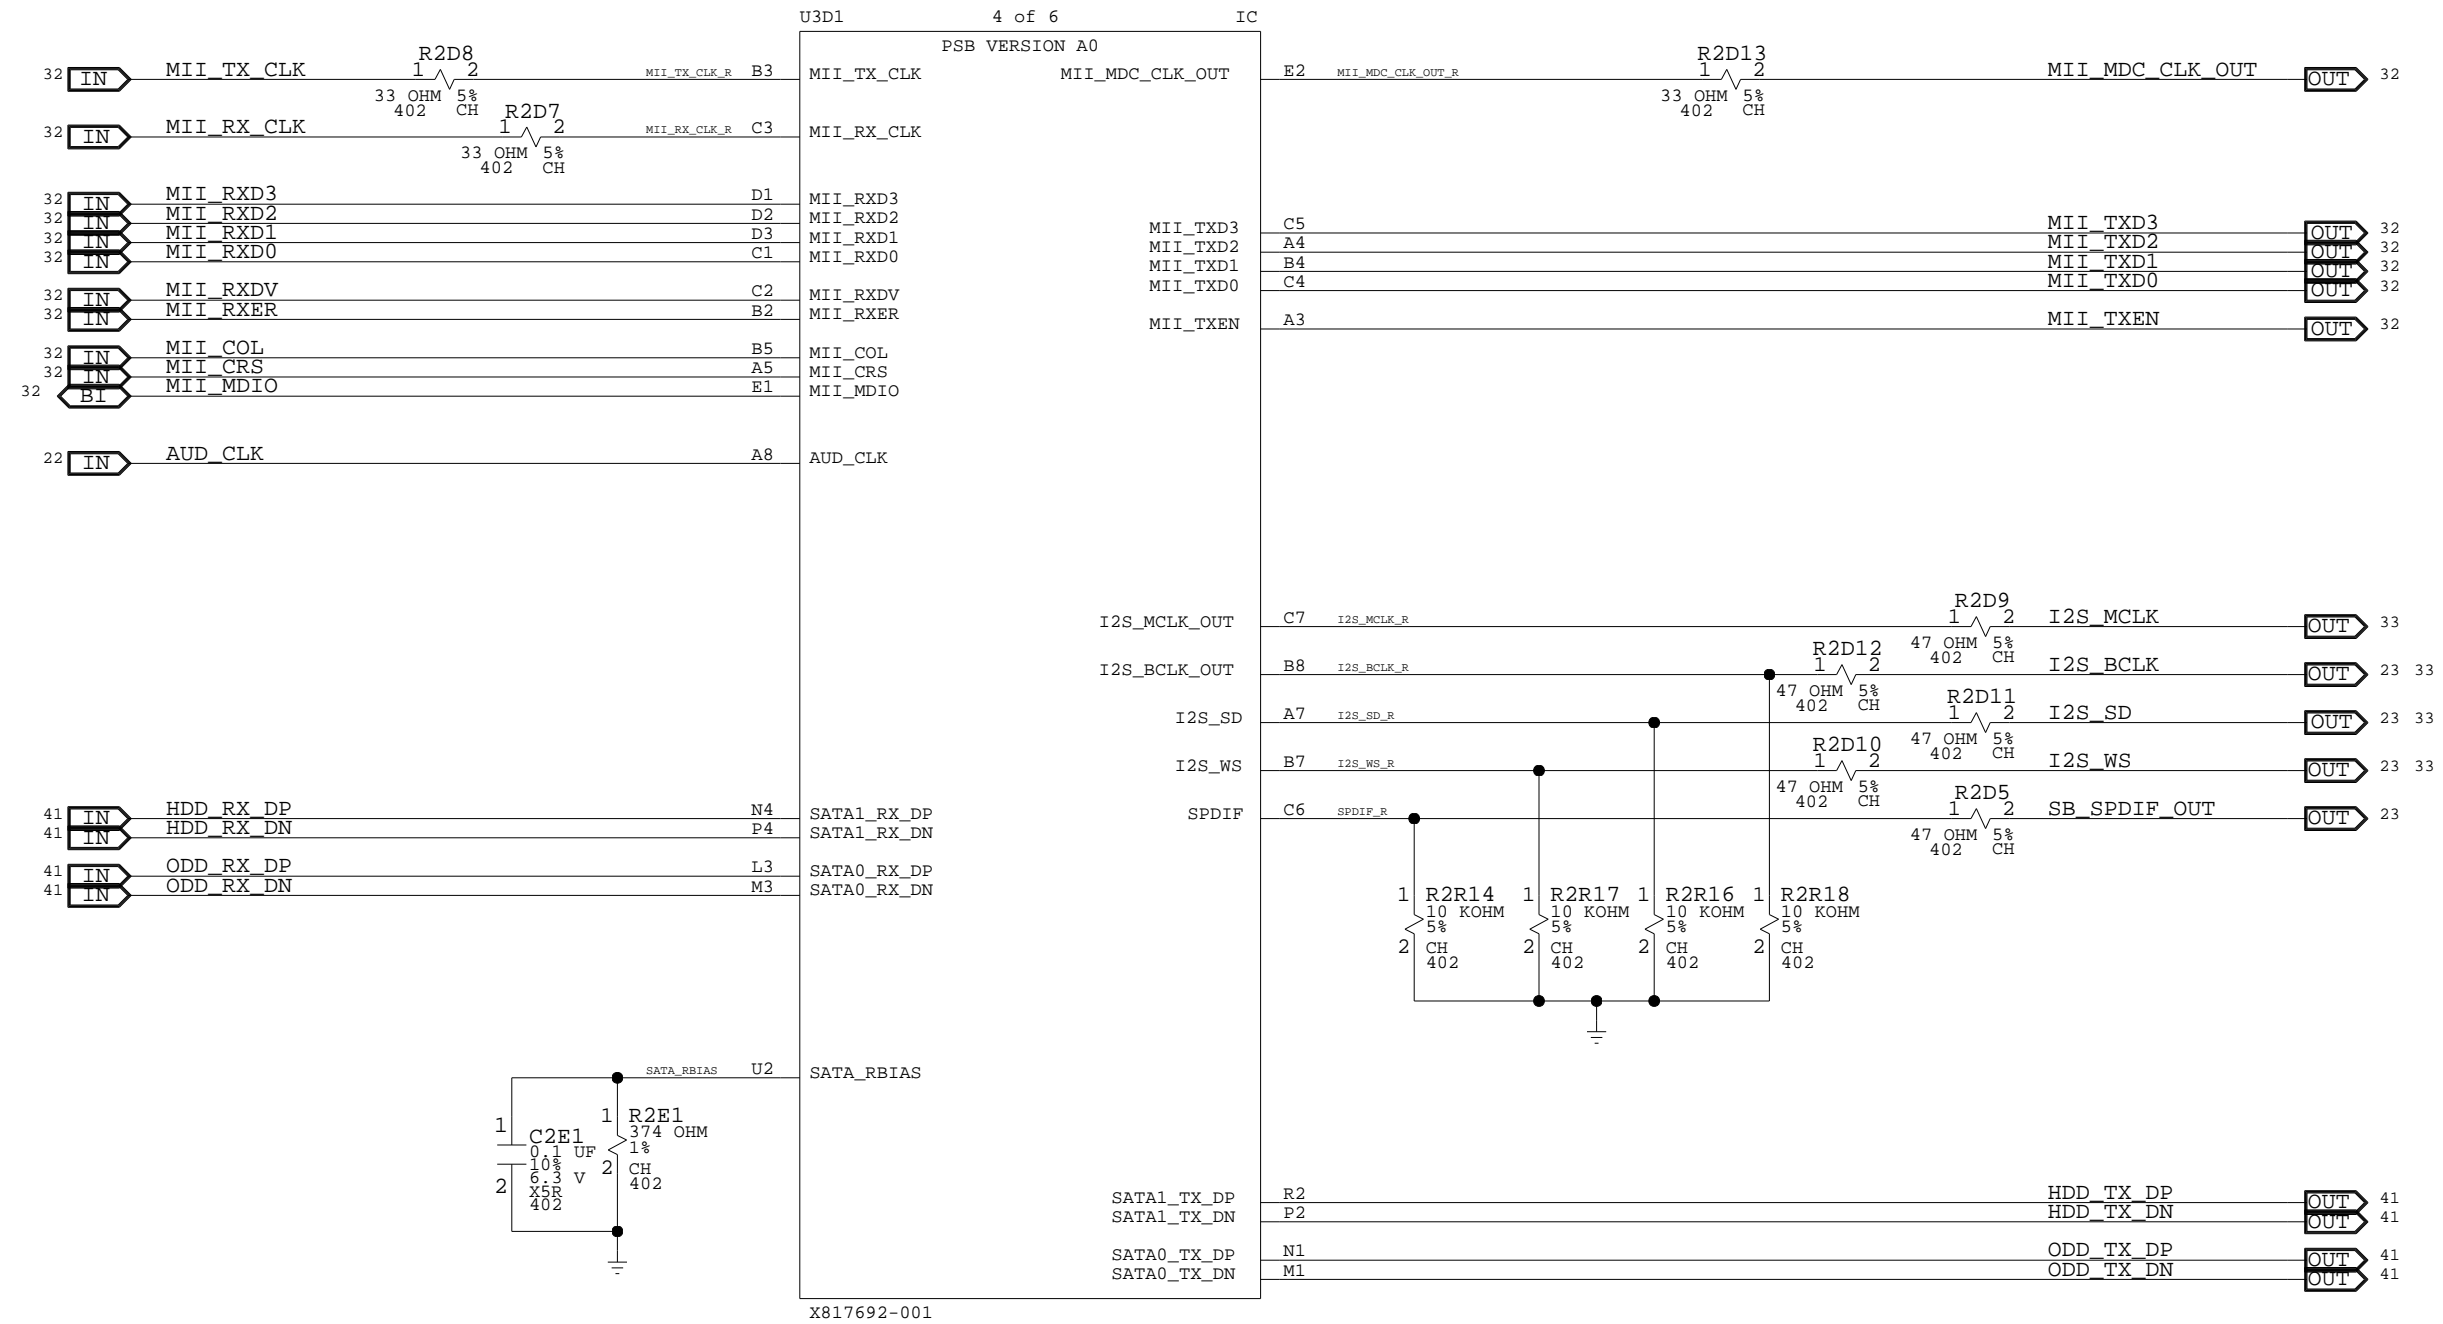 U3D1 4 of 6 IC
PSB VERSION A0
32 IN MII_TX_CLK R2D8 1 2 MII_TX_CLK_R B3 MII_TX_CLK
33 OHM 5%
402 CH
32 IN MII_RX_CLK R2D7 1 2 MII_RX_CLK_R C3 MII_RX_CLK
33 OHM 5%
402 CH
32 IN MII_RXD3 D1 MII_RXD3
32 IN MII_RXD2 D2 MII_RXD2
32 IN MII_RXD1 D3 MII_RXD1
32 IN MII_RXD0 C1 MII_RXD0
32 IN MII_RXDV C2 MII_RXDV
32 IN MII_RXER B2 MII_RXER
32 IN MII_COL B5 MII_COL
32 IN MII_CRS A5 MII_CRS
32 BI MII_MDIO E1 MII_MDIO
22 IN AUD_CLK A8 AUD_CLK
41 IN HDD_RX_DP N4 SATA1_RX_DP
41 IN HDD_RX_DN P4 SATA1_RX_DN
41 IN ODD_RX_DP L3 SATA0_RX_DP
41 IN ODD_RX_DN M3 SATA0_RX_DN
SATA_RBIAS U2 SATA_RBIAS
1 C2E1
0.1 UF
10%
6.3 V
2 X5R
402
1 R2E1
374 OHM
1%
2 CH
402
MII_MDC_CLK_OUT E2 MII_MDC_CLK_OUT_R R2D13 1 2 MII_MDC_CLK_OUT OUT 32
33 OHM 5%
402 CH
MII_TXD3 C5 MII_TXD3 OUT 32
MII_TXD2 A4 MII_TXD2 OUT 32
MII_TXD1 B4 MII_TXD1 OUT 32
MII_TXD0 C4 MII_TXD0 OUT 32
MII_TXEN A3 MII_TXEN OUT 32
I2S_MCLK_OUT C7 I2S_MCLK_R R2D9 1 2 I2S_MCLK OUT 33
47 OHM 5%
402 CH
I2S_BCLK_OUT B8 I2S_BCLK_R R2D12 1 2 I2S_BCLK OUT 23 33
47 OHM 5%
402 CH
I2S_SD A7 I2S_SD_R R2D11 1 2 I2S_SD OUT 23 33
47 OHM 5%
402 CH
I2S_WS B7 I2S_WS_R R2D10 1 2 I2S_WS OUT 23 33
47 OHM 5%
402 CH
SPDIF C6 SPDIF_R R2D5 1 2 SB_SPDIF_OUT OUT 23
47 OHM 5%
402 CH
1 R2R14 1 R2R17 1 R2R16 1 R2R18
10 KOHM 10 KOHM 10 KOHM 10 KOHM
5% 5% 5% 5%
2 CH 2 CH 2 CH 2 CH
402 402 402 402
SATA1_TX_DP R2 HDD_TX_DP OUT 41
SATA1_TX_DN P2 HDD_TX_DN OUT 41
SATA0_TX_DP N1 ODD_TX_DP OUT 41
SATA0_TX_DN M1 ODD_TX_DN OUT 41
X817692-001